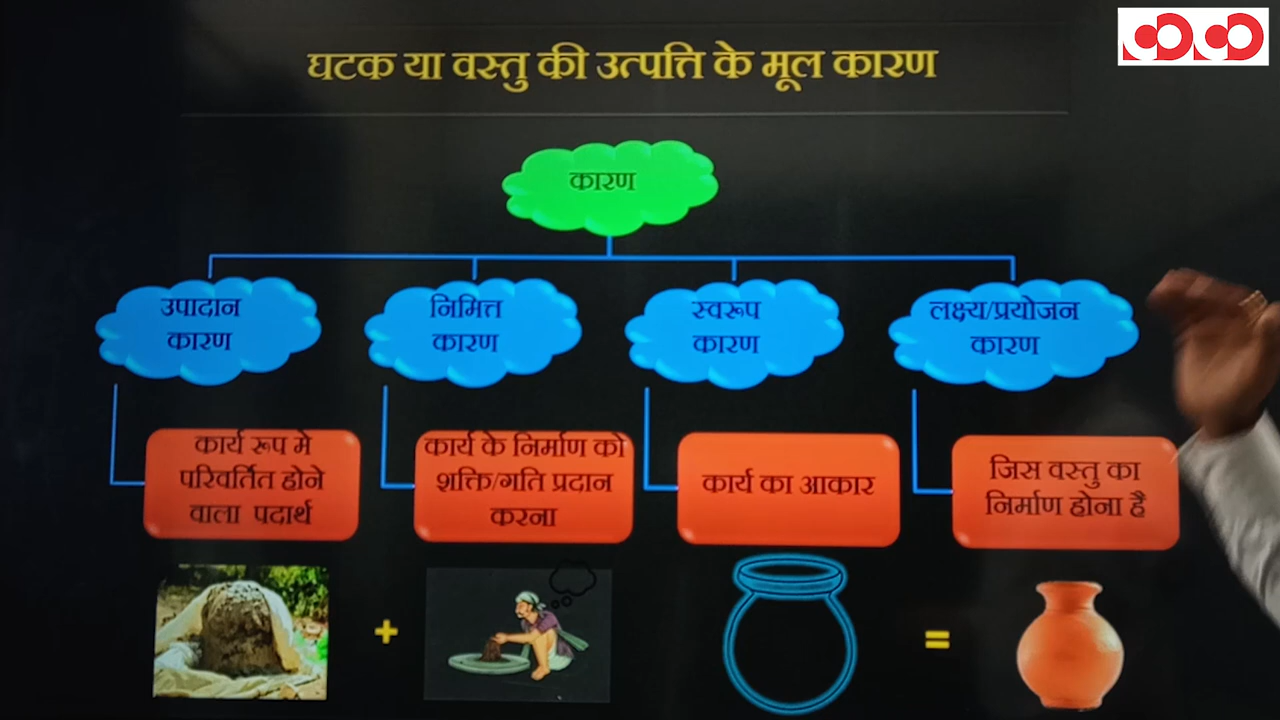 घटक या वस्तु की उत्पत्ति के मूल कारण
कारण
उपादान
कारण
निमित्त
कारण
स्वरूप
कारण
लक्ष्य/प्रयोजन
कारण
कार्य रूप मे
परिवर्तित होने
वाला पदार्थ
कार्य के निर्माण को
शक्ति/गति प्रदान
करना
कार्य का आकार
जिस वस्तु का
निर्माण होना है
+
=